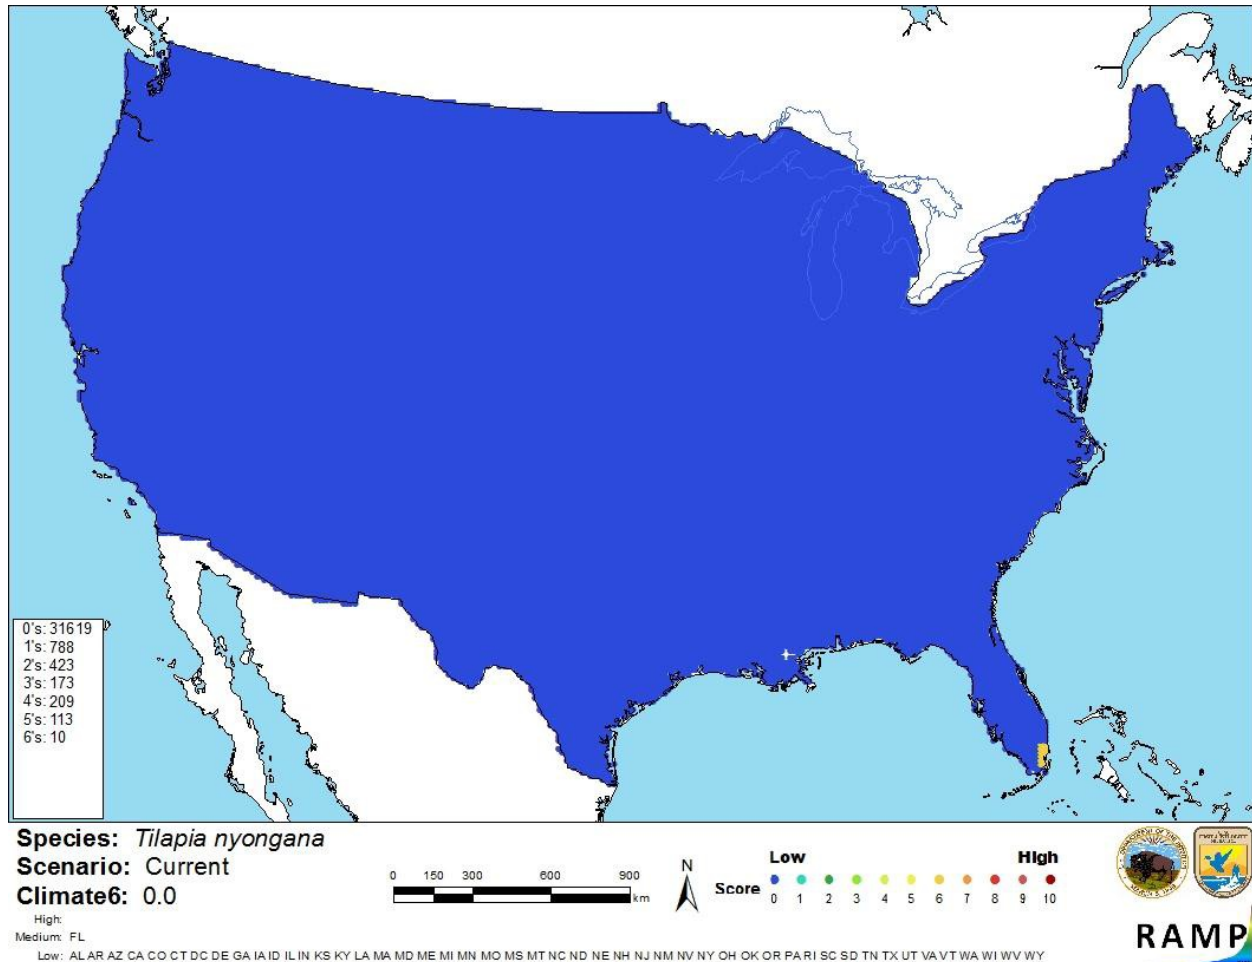 0's: 31619
1's: 788
2's: 423
3's: 173
4's: 209
5's: 113
6's: 10
Species: Tilapia nyongana
Scenario: Current
Climate6: 0.0
High:
Medium: FL
Low: AL AR AZ CA CO CT DC DE GA IA ID IL IN KS KY LA MA MD ME MI MN MO MS MT NC ND NE NH NJ NM NV NY OH OK OR PA RI SC SD TN TX UT VA VT WA WI WV WY
0 150 300 600 900
km
N
Low High
Score
0 1 2 3 4 5 6 7 8 9 10
RAMP